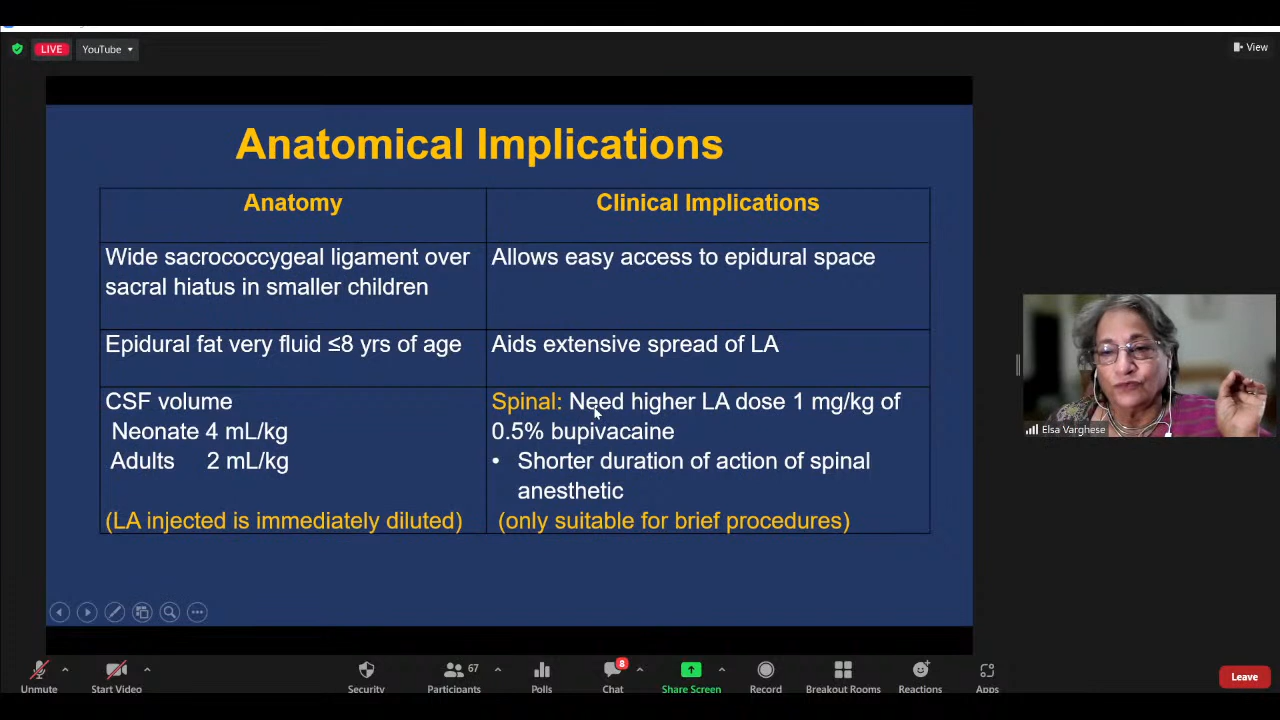 LIVE
YouTube
View
Anatomical Implications
Anatomy
Clinical Implications
Wide sacrococcygeal ligament over
sacral hiatus in smaller children
Allows easy access to epidural space
Epidural fat very fluid ≤8 yrs of age
Aids extensive spread of LA
CSF volume
Neonate 4 mL/kg
Adults 2 mL/kg
(LA injected is immediately diluted)
Spinal: Need higher LA dose 1 mg/kg of
0.5% bupivacaine
• Shorter duration of action of spinal
anesthetic
(only suitable for brief procedures)
Elsa Varghese
Unmute
Start Video
Security
67
Participants
Polls
8
Chat
Share Screen
Record
Breakout Rooms
Reactions
Apps
Leave